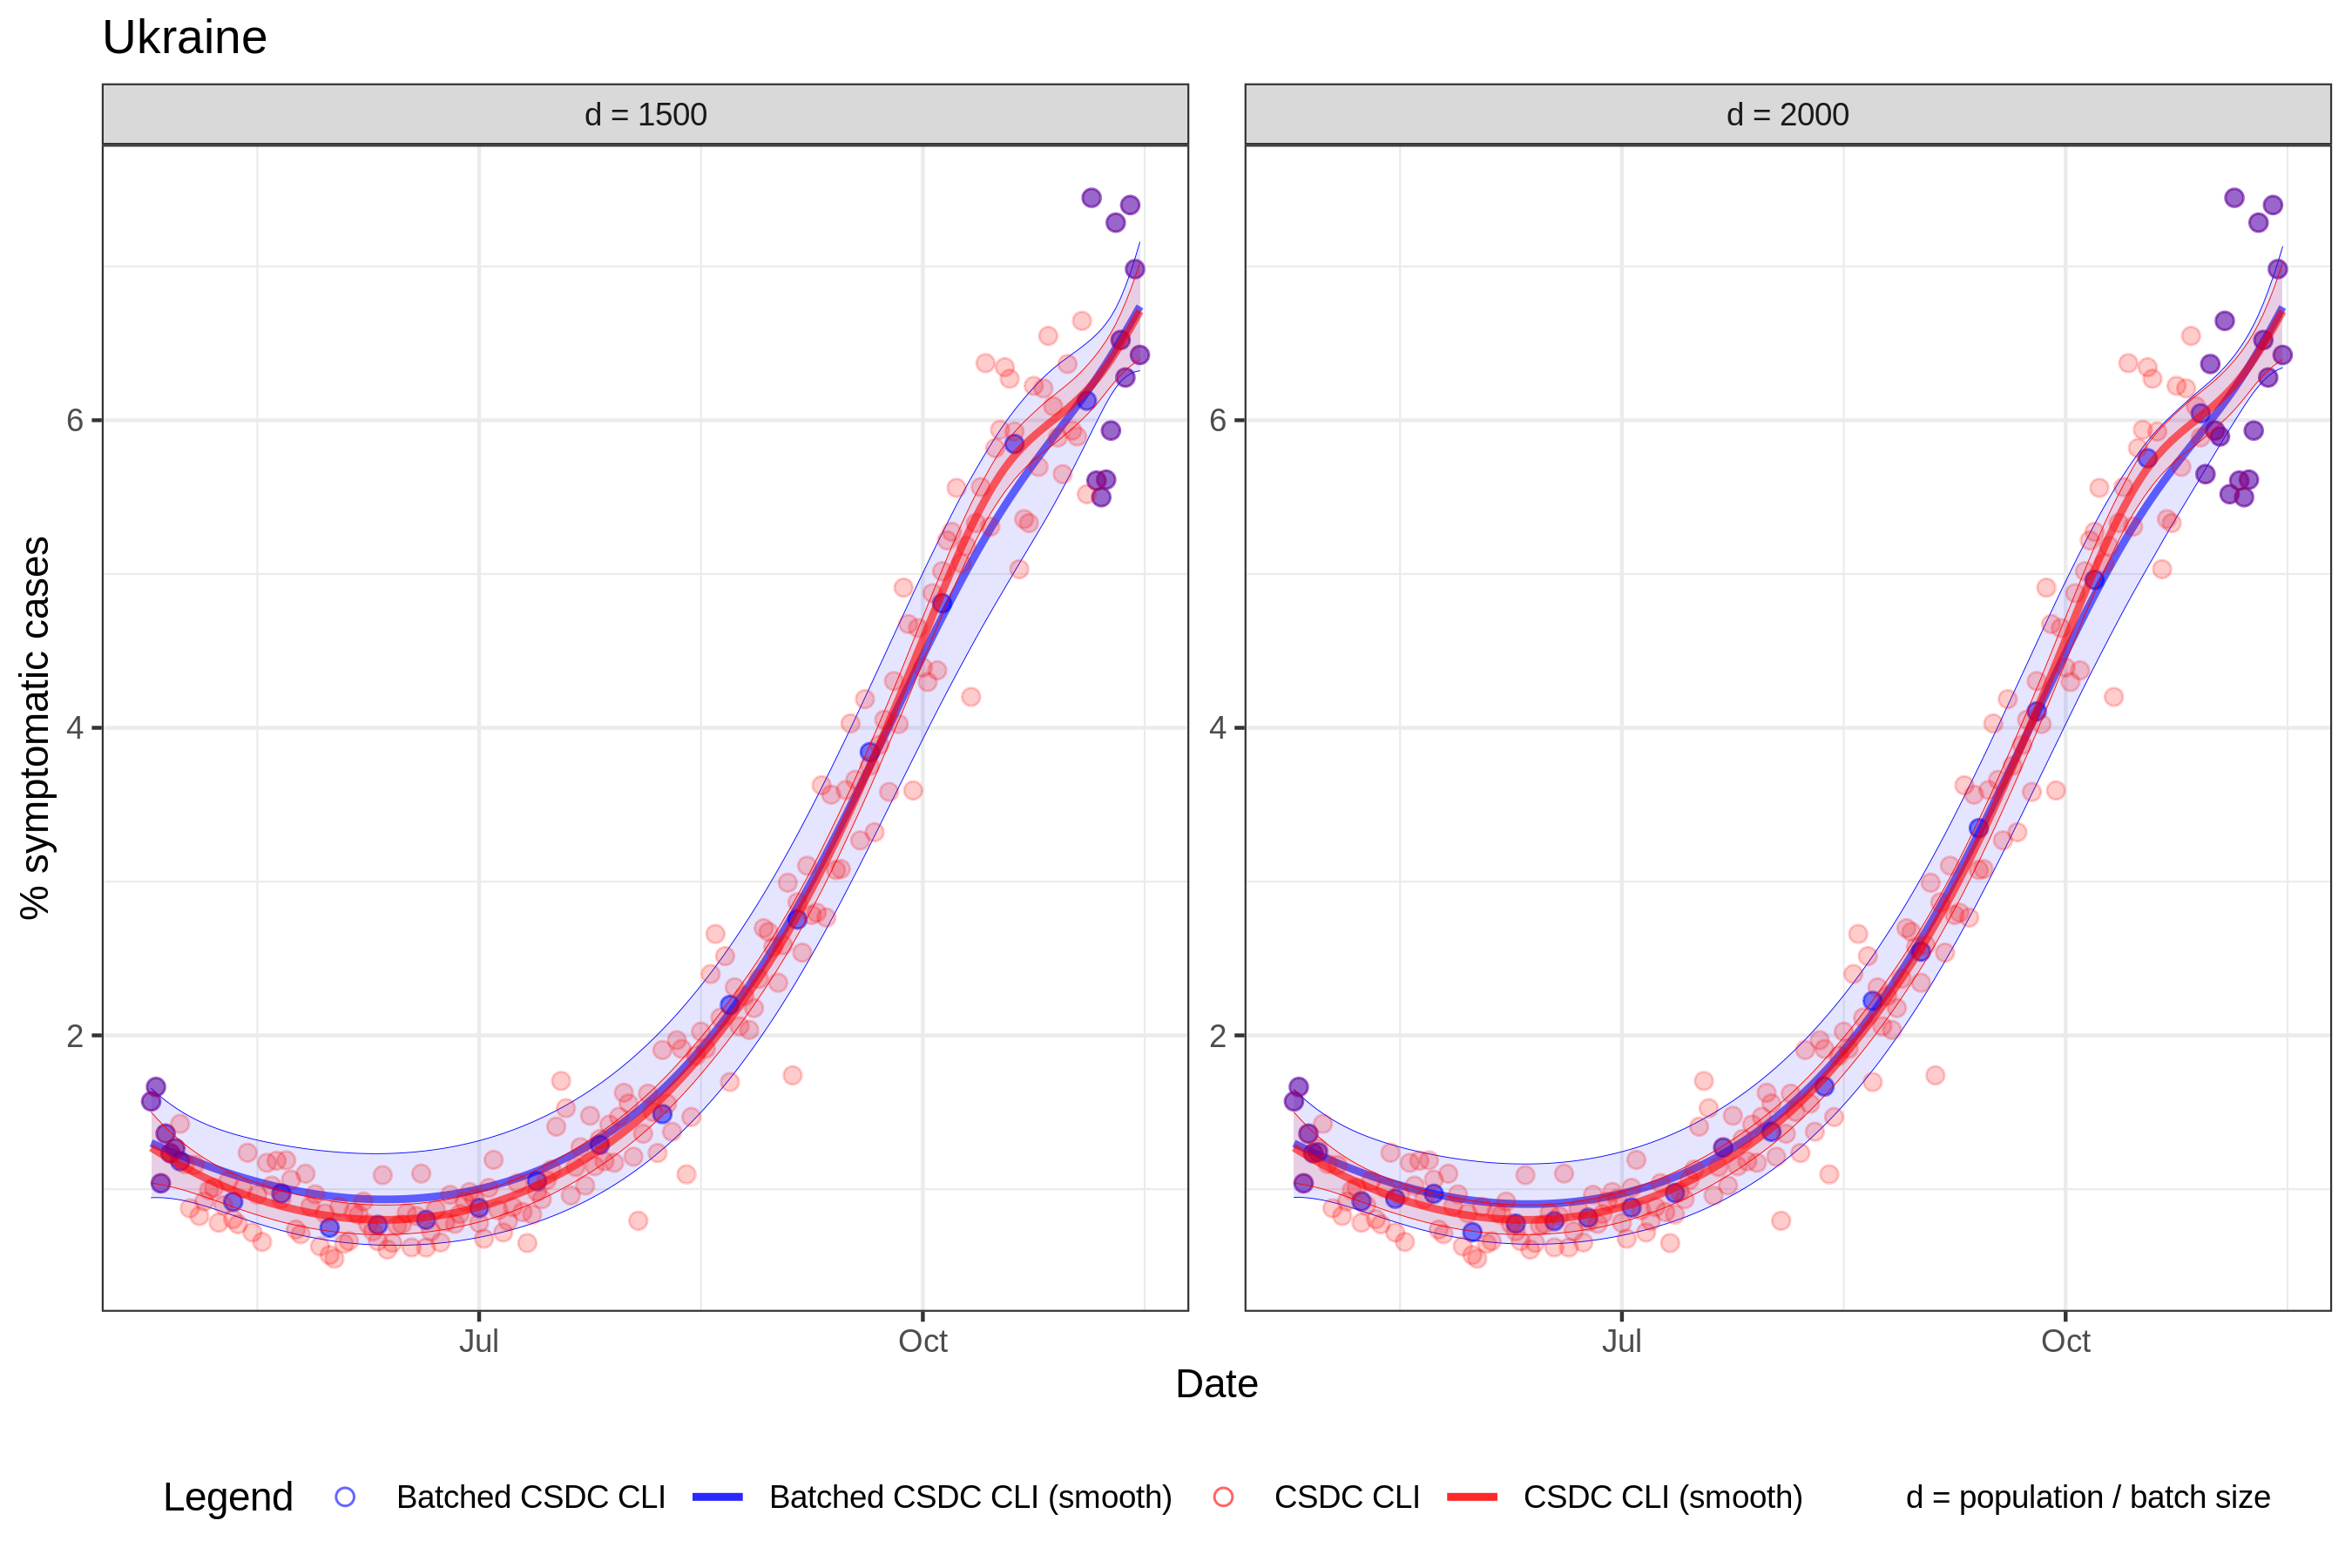 Ukraine
d = 1500
d = 2000
% symptomatic cases
6
4
2
6
4
2
Jul
Oct
Jul
Oct
Date
Legend Batched CSDC CLI Batched CSDC CLI (smooth) CSDC CLI CSDC CLI (smooth) d = population / batch size